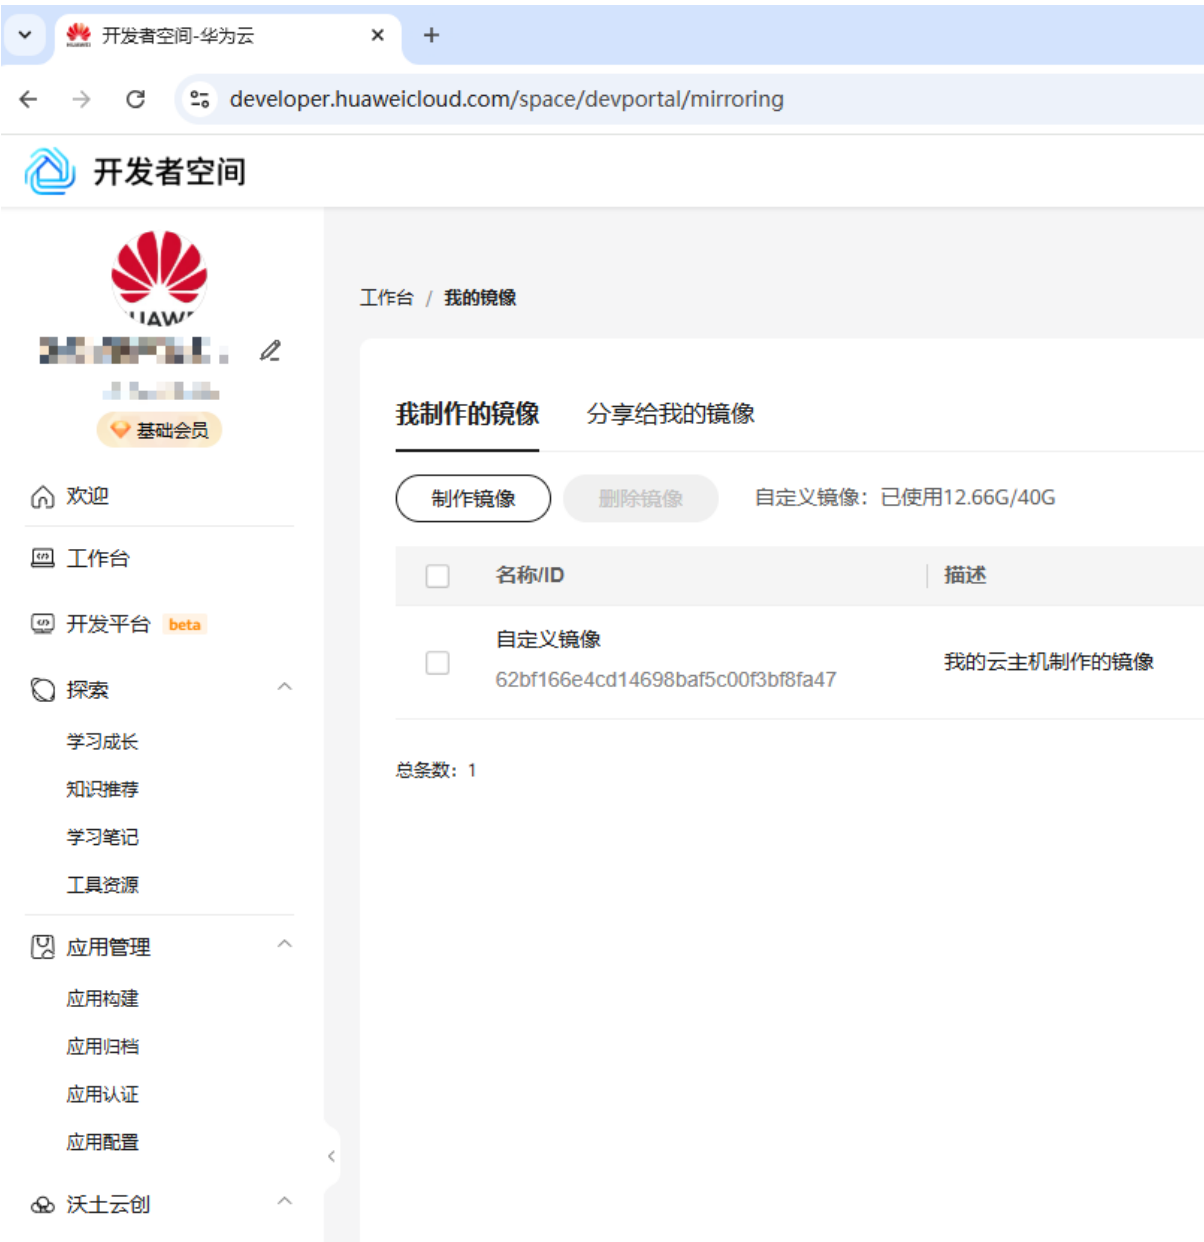 开发者空间-华为云
developer.huaweicloud.com/space/devportal/mirroring
开发者空间
基础会员
欢迎
工作台
开发平台 beta
探索
学习成长
知识推荐
学习笔记
工具资源
应用管理
应用构建
应用归档
应用认证
应用配置
沃土云创
工作台 / 我的镜像
我制作的镜像 分享给我的镜像
制作镜像 删除镜像 自定义镜像：已使用12.66G/40G
名称/ID 描述
自定义镜像
62bf166e4cd14698baf5c00f3bf8fa47
我的云主机制作的镜像
总条数：1